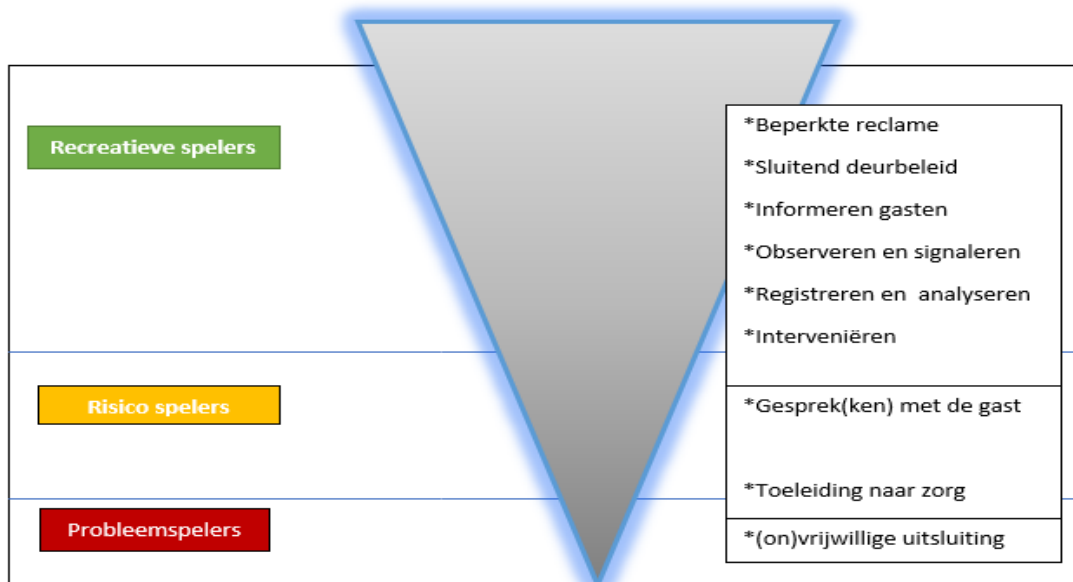 Recreatieve spelers
*Beperkte reclame
*Sluitend deurbeleid
*Informeren gasten
*Observeren en signaleren
*Registreren en analyseren
*Interveniëren
Risico spelers
*Gesprek(ken) met de gast
*Toeleiding naar zorg
Probleemspelers
*(on)vrijwillige uitsluiting